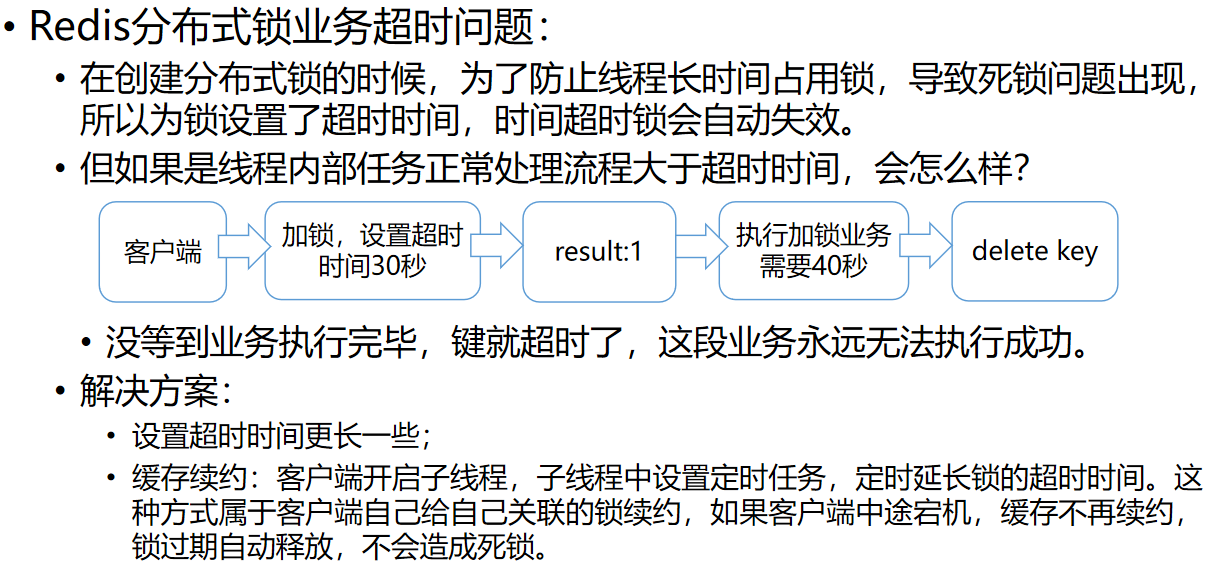 • Redis分布式锁业务超时问题：
• 在创建分布式锁的时候，为了防止线程长时间占用锁，导致死锁问题出现，
所以为锁设置了超时时间，时间超时锁会自动失效。
• 但如果是线程内部任务正常处理流程大于超时时间，会怎么样？
客户端
加锁，设置超时
时间30秒
result:1
执行加锁业务
需要40秒
delete key
• 没等到业务执行完毕，键就超时了，这段业务永远无法执行成功。
• 解决方案：
• 设置超时时间更长一些；
• 缓存续约：客户端开启子线程，子线程中设置定时任务，定时延长锁的超时时间。这
种方式属于客户端自己给自己关联的锁续约，如果客户端中途宕机，缓存不再续约，
锁过期自动释放，不会造成死锁。